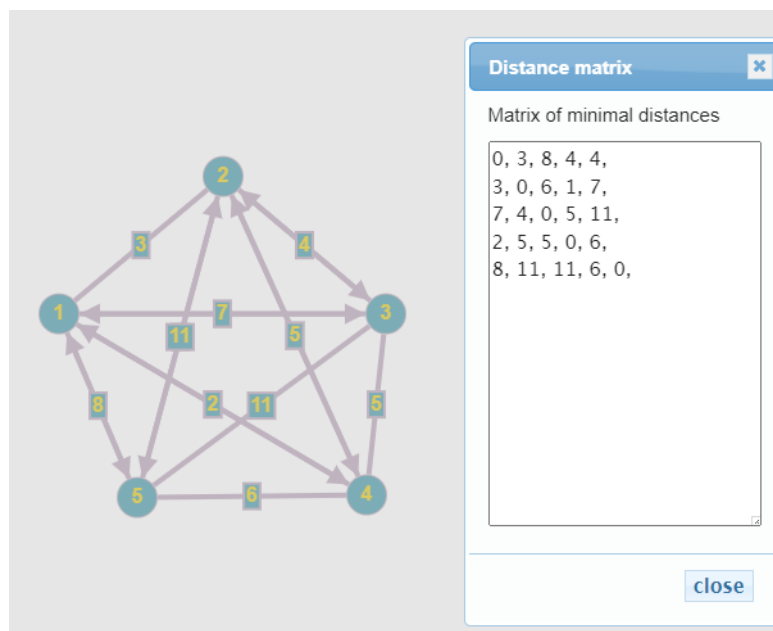 Distance matrix
Matrix of minimal distances
0, 3, 8, 4, 4,
3, 0, 6, 1, 7,
7, 4, 0, 5, 11,
2, 5, 5, 0, 6,
8, 11, 11, 6, 0,
close
2
3
4
1
7
3
11
5
8
2
11
5
5
6
4